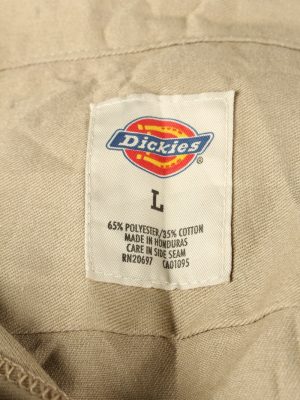 Dickies®
L
65% POLYESTER/35% COTTON
MADE IN HONDURAS
CARE IN SIDE SEAM
RN20697 CA01095